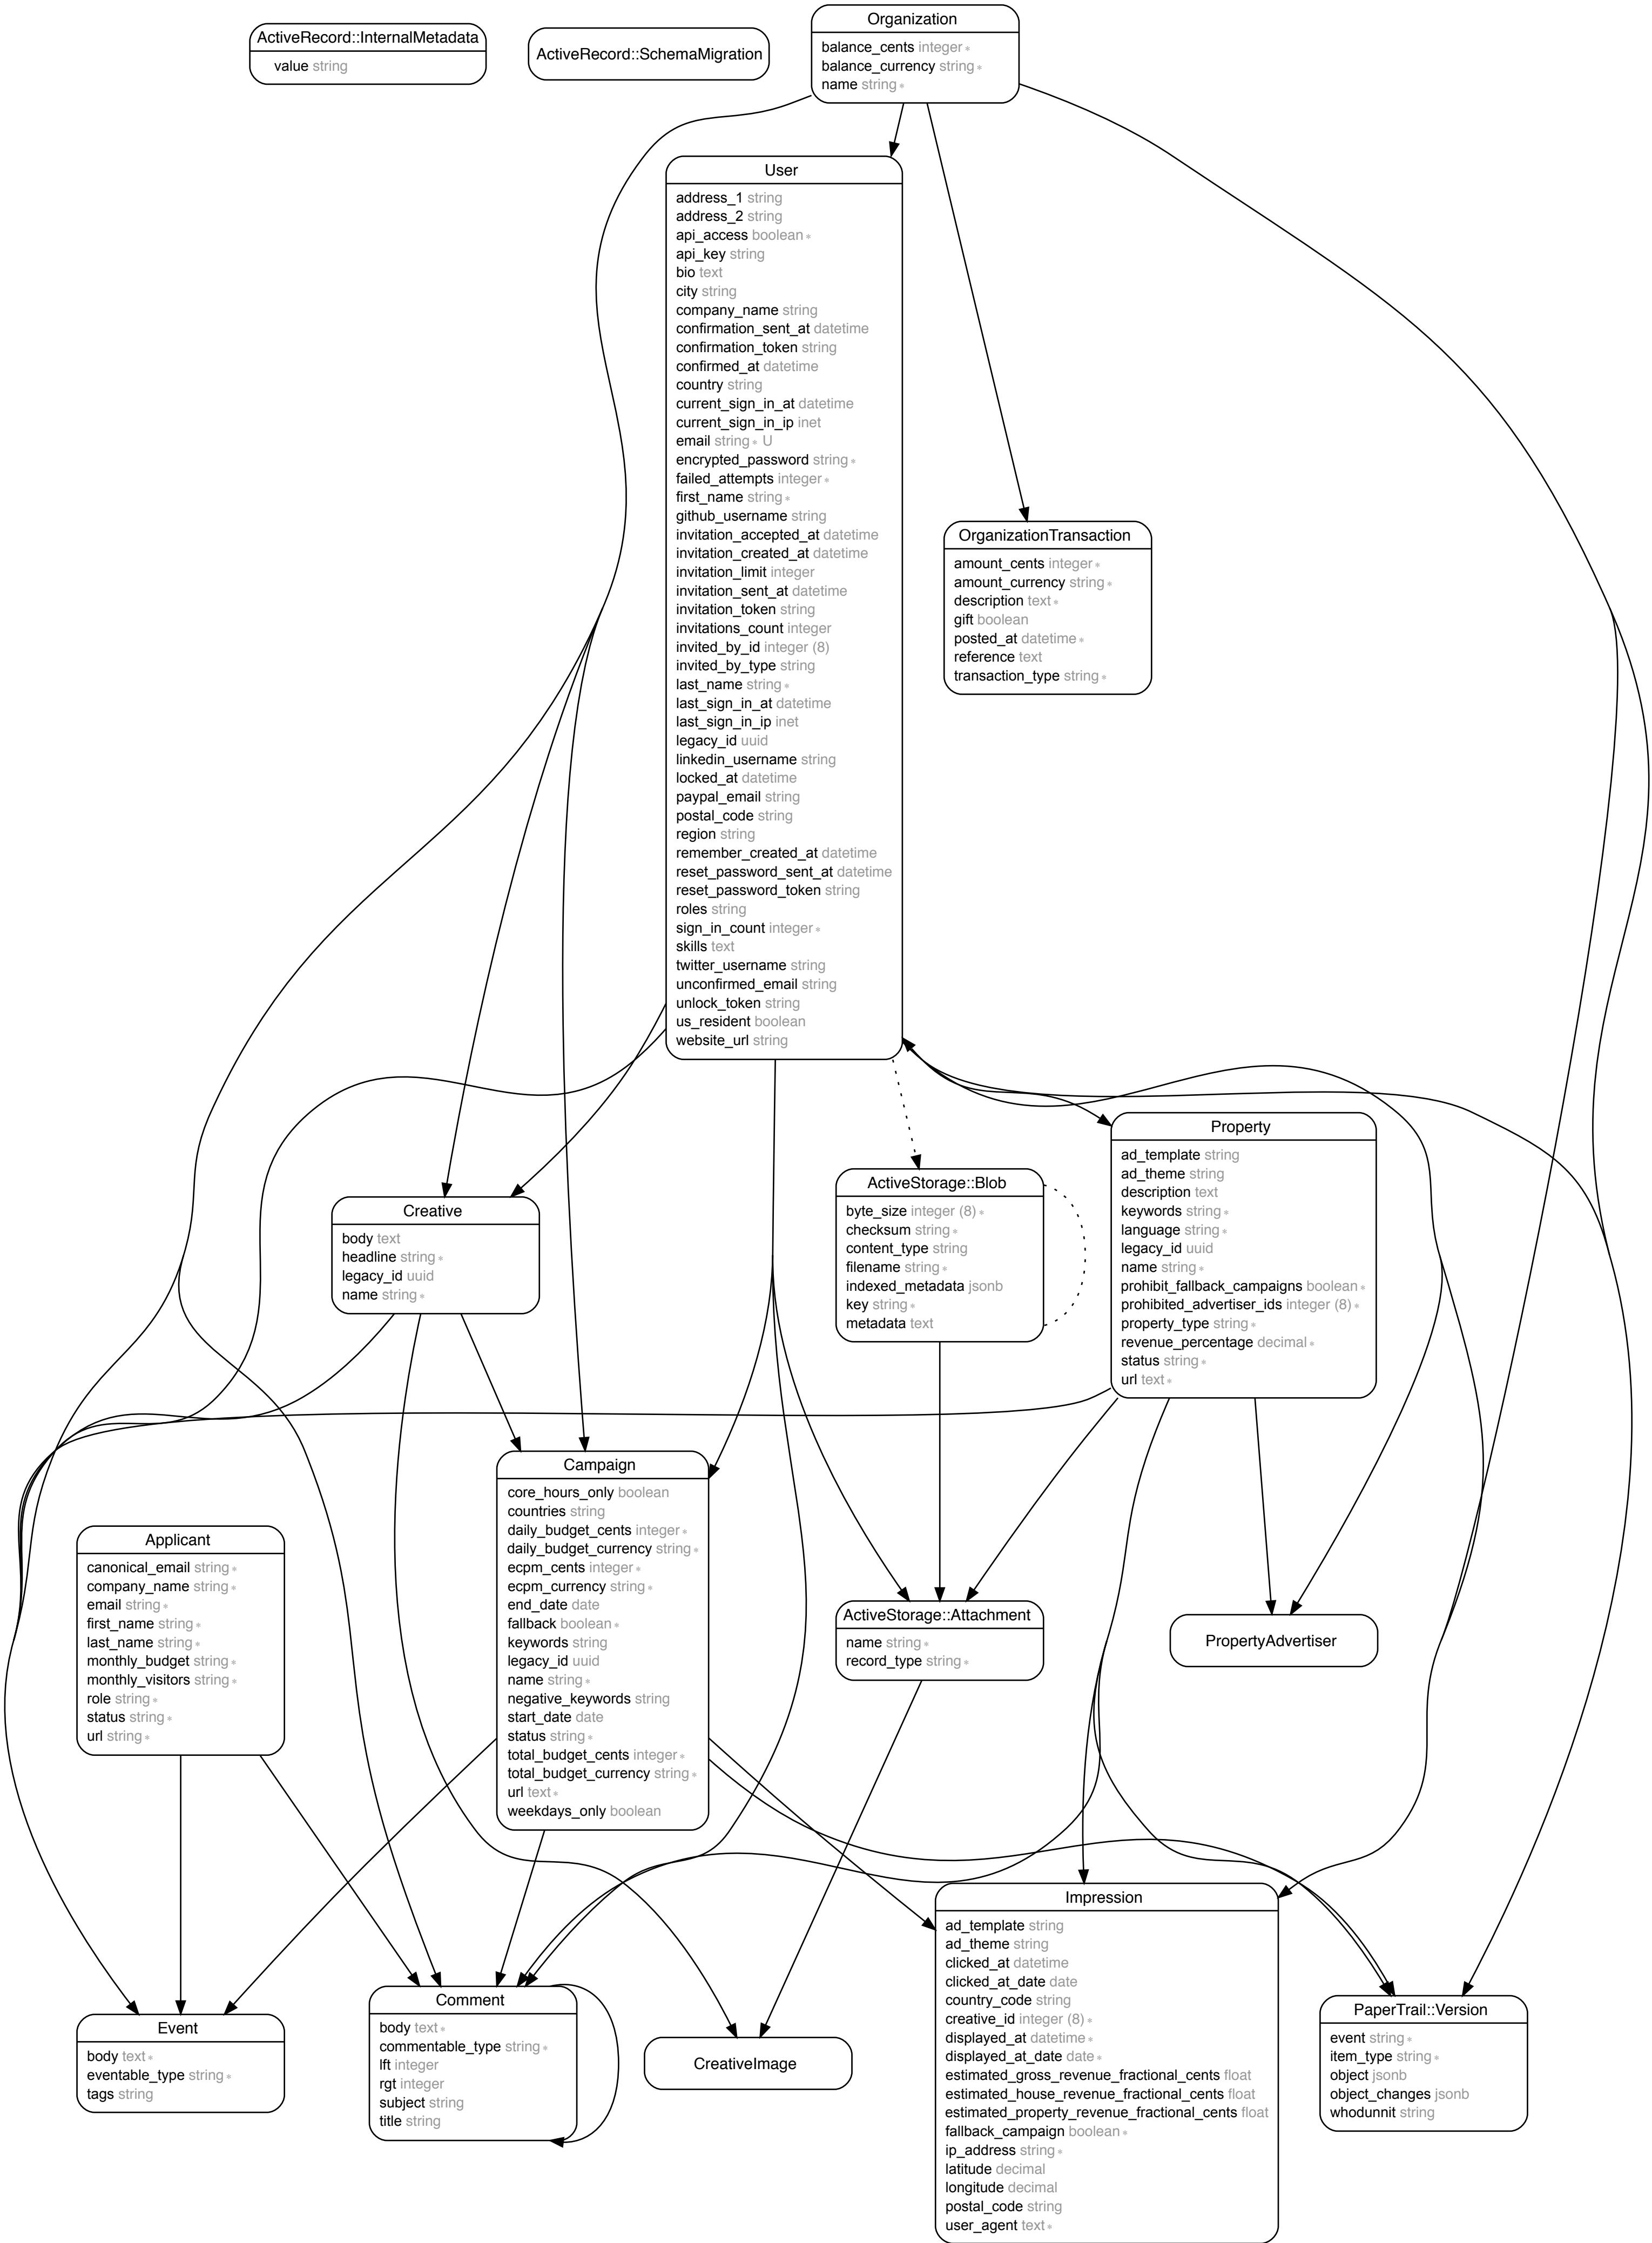 ActiveRecord::InternalMetadata
value string
ActiveRecord::SchemaMigration
Organization
balance_cents integer ∗
balance_currency string ∗
name string ∗
User
address_1 string
address_2 string
api_access boolean ∗
api_key string
bio text
city string
company_name string
confirmation_sent_at datetime
confirmation_token string
confirmed_at datetime
country string
current_sign_in_at datetime
current_sign_in_ip inet
email string ∗ U
encrypted_password string ∗
failed_attempts integer ∗
first_name string ∗
github_username string
invitation_accepted_at datetime
invitation_created_at datetime
invitation_limit integer
invitation_sent_at datetime
invitation_token string
invitations_count integer
invited_by_id integer (8)
invited_by_type string
last_name string ∗
last_sign_in_at datetime
last_sign_in_ip inet
legacy_id uuid
linkedin_username string
locked_at datetime
paypal_email string
postal_code string
region string
remember_created_at datetime
reset_password_sent_at datetime
reset_password_token string
roles string
sign_in_count integer ∗
skills text
twitter_username string
unconfirmed_email string
unlock_token string
us_resident boolean
website_url string
OrganizationTransaction
amount_cents integer ∗
amount_currency string ∗
description text ∗
gift boolean
posted_at datetime ∗
reference text
transaction_type string ∗
Property
ad_template string
ad_theme string
description text
keywords string ∗
language string ∗
legacy_id uuid
name string ∗
prohibit_fallback_campaigns boolean ∗
prohibited_advertiser_ids integer (8) ∗
property_type string ∗
revenue_percentage decimal ∗
status string ∗
url text ∗
ActiveStorage::Blob
byte_size integer (8) ∗
checksum string ∗
content_type string
filename string ∗
indexed_metadata jsonb
key string ∗
metadata text
Creative
body text
headline string ∗
legacy_id uuid
name string ∗
Campaign
core_hours_only boolean
countries string
daily_budget_cents integer ∗
daily_budget_currency string ∗
ecpm_cents integer ∗
ecpm_currency string ∗
end_date date
fallback boolean ∗
keywords string
legacy_id uuid
name string ∗
negative_keywords string
start_date date
status string ∗
total_budget_cents integer ∗
total_budget_currency string ∗
url text ∗
weekdays_only boolean
Applicant
canonical_email string ∗
company_name string ∗
email string ∗
first_name string ∗
last_name string ∗
monthly_budget string ∗
monthly_visitors string ∗
role string ∗
status string ∗
url string ∗
ActiveStorage::Attachment
name string ∗
record_type string ∗
PropertyAdvertiser
Event
body text ∗
eventable_type string ∗
tags string
Comment
body text ∗
commentable_type string ∗
lft integer
rgt integer
subject string
title string
CreativeImage
Impression
ad_template string
ad_theme string
clicked_at datetime
clicked_at_date date
country_code string
creative_id integer (8) ∗
displayed_at datetime ∗
displayed_at_date date ∗
estimated_gross_revenue_fractional_cents float
estimated_house_revenue_fractional_cents float
estimated_property_revenue_fractional_cents float
fallback_campaign boolean ∗
ip_address string ∗
latitude decimal
longitude decimal
postal_code string
user_agent text ∗
PaperTrail::Version
event string ∗
item_type string ∗
object jsonb
object_changes jsonb
whodunnit string